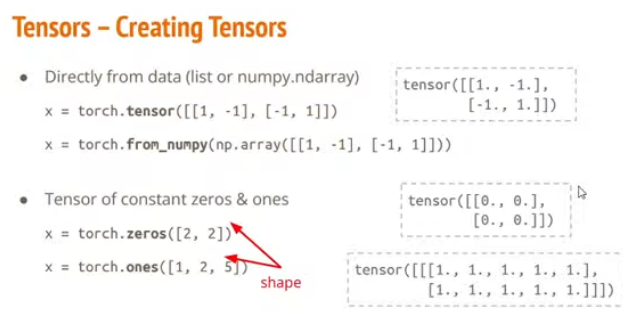 Tensors – Creating Tensors
● Directly from data (list or numpy.ndarray)
x = torch.tensor([[1, -1], [-1, 1]])
tensor([[1., -1.],
[-1., 1.]])
x = torch.from_numpy(np.array([[1, -1], [-1, 1]]))
● Tensor of constant zeros & ones
x = torch.zeros([2, 2])
tensor([[0., 0.],
[0., 0.]])
x = torch.ones([1, 2, 5])
shape
tensor([[[1., 1., 1., 1., 1.],
[1., 1., 1., 1., 1.]]])